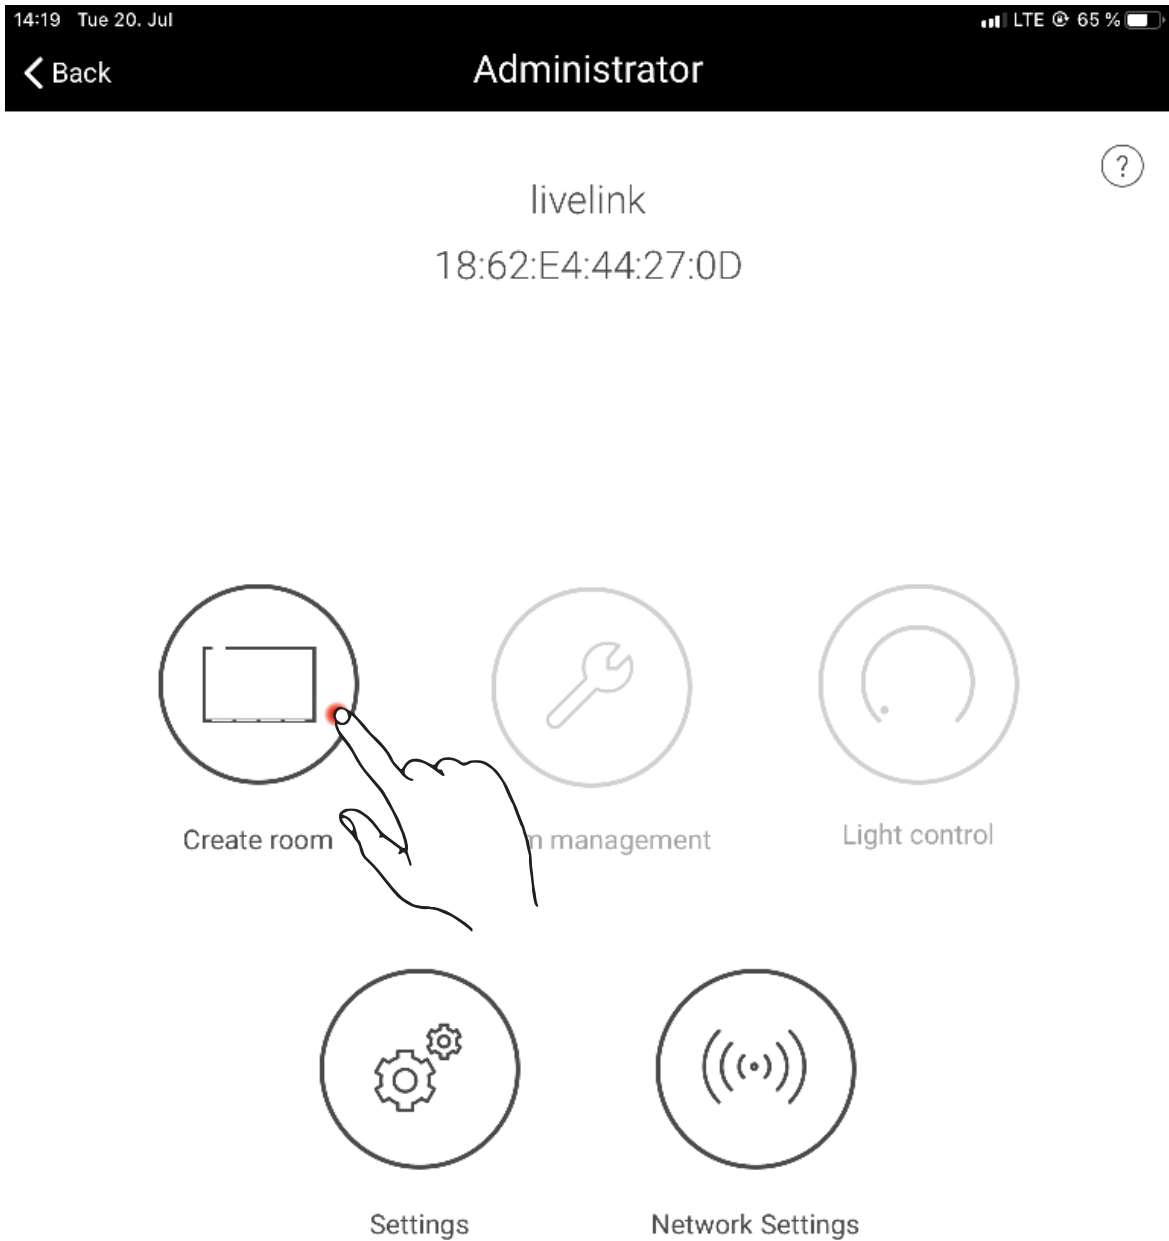 14:19 Tue 20. Jul LTE 65 %
Back Administrator
?
livelink
18:62:E4:44:27:0D
Create room management Light control
Settings Network Settings